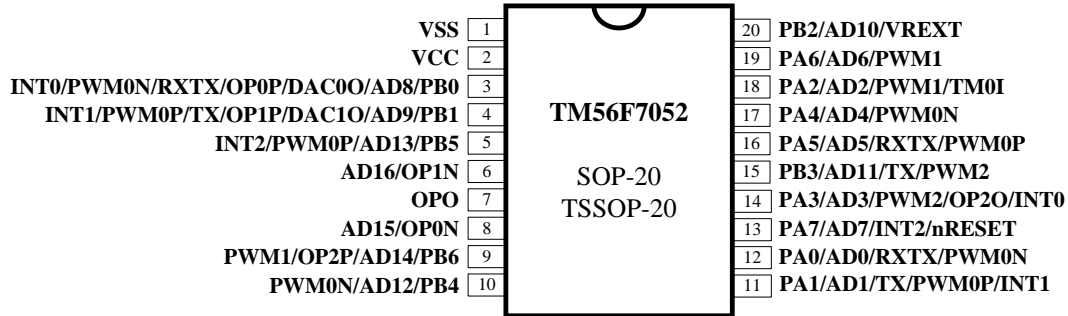 VSS 1
VCC 2
INT0/PWM0N/RXTX/OP0P/DAC0O/AD8/PB0 3
INT1/PWM0P/TX/OP1P/DAC1O/AD9/PB1 4
INT2/PWM0P/AD13/PB5 5
AD16/OP1N 6
OPO 7
AD15/OP0N 8
PWM1/OP2P/AD14/PB6 9
PWM0N/AD12/PB4 10
TM56F7052
SOP-20
TSSOP-20
20 PB2/AD10/VREXT
19 PA6/AD6/PWM1
18 PA2/AD2/PWM1/TM0I
17 PA4/AD4/PWM0N
16 PA5/AD5/RXTX/PWM0P
15 PB3/AD11/TX/PWM2
14 PA3/AD3/PWM2/OP2O/INT0
13 PA7/AD7/INT2/nRESET
12 PA0/AD0/RXTX/PWM0N
11 PA1/AD1/TX/PWM0P/INT1